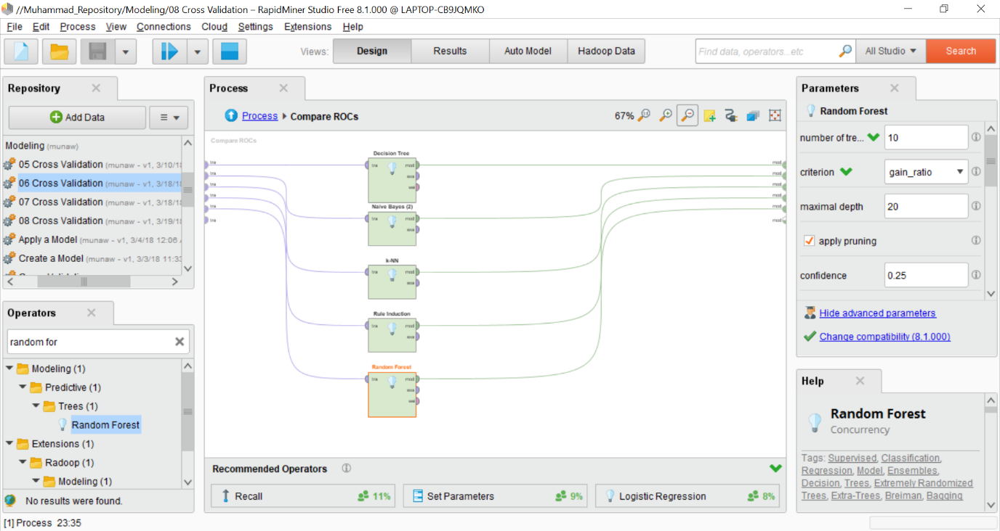 //Muhammad_Repository/Modeling/08 Cross Validation – RapidMiner Studio Free 8.1.000 @ LAPTOP-CB9JQMKO
File Edit Process View Connections Cloud Settings Extensions Help
Views: Design Results Auto Model Hadoop Data Find data, operators...etc All Studio Search
Repository
Add Data
Modeling (munaw)
05 Cross Validation (munaw - v1, 3/10/1
06 Cross Validation (munaw - v1, 3/18/1
07 Cross Validation (munaw - v1, 3/18/1
08 Cross Validation (munaw - v1, 3/19/1
Apply a Model (munaw - v1, 3/4/18 12:06
Create a Model (munaw - v1, 3/3/18 11:33
Operators
random for
Modeling (1)
Predictive (1)
Trees (1)
Random Forest
Extensions (1)
Radoop (1)
Modeling (1)
No results were found.
[1] Process 23:35
Process
Process Compare ROCs
67%
Compare ROCs
Decision Tree
tra tra mod mod
tra exa mod
tra wei mod
Naive Bayes (2)
tra mod mod
tra tra mod mod
tra exa mod
k-NN
tra mod
exa
Rule Induction
tra mod
exa
Random Forest
tra mod
exa
wei
Recommended Operators
Recall 11% Set Parameters 9% Logistic Regression 8%
Parameters
Random Forest
number of tre... 10
criterion gain_ratio
maximal depth 20
apply pruning
confidence 0.25
Hide advanced parameters
Change compatibility (8.1.000)
Help
Random Forest
Concurrency
Tags: Supervised, Classification,
Regression, Model, Ensembles,
Decision, Trees, Extremely Randomized
Trees, Extra-Trees, Breiman, Bagging